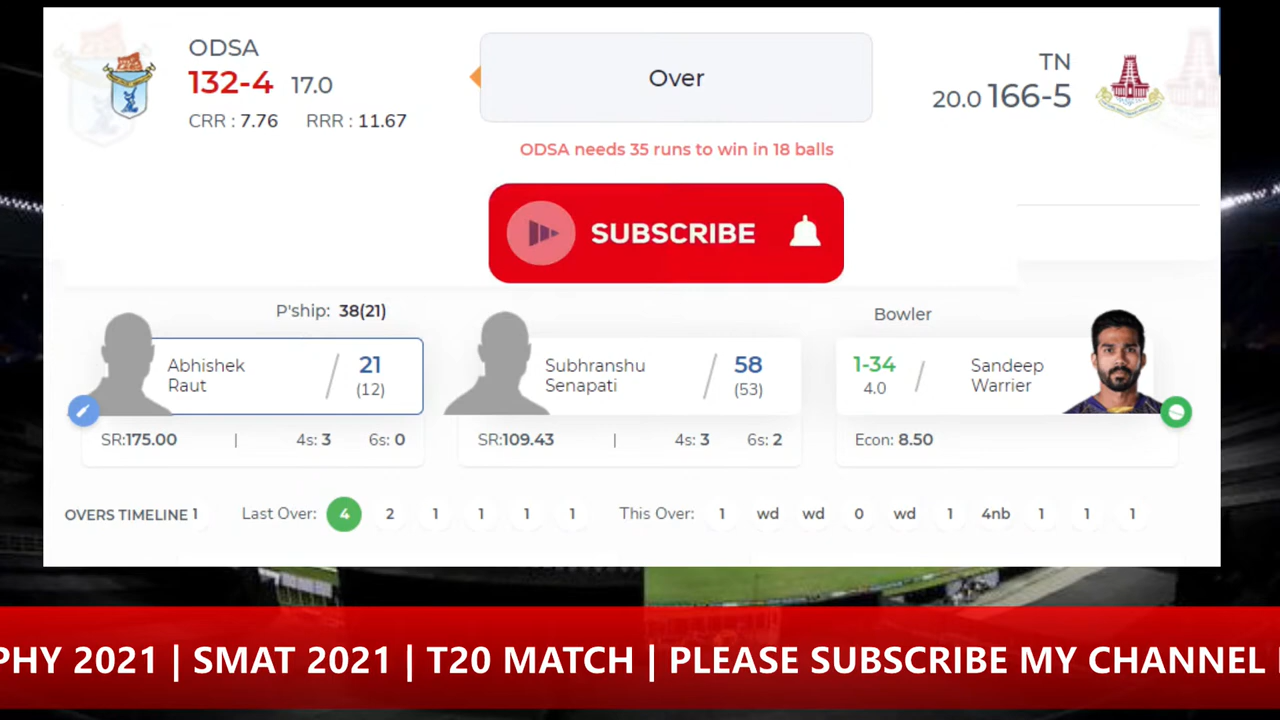 ODSA
132-4 17.0
CRR : 7.76 RRR : 11.67
Over
ODSA needs 35 runs to win in 18 balls
TN
20.0 166-5
SUBSCRIBE
P'ship: 38(21)
Abhishek Raut / 21 (12)
SR:175.00 | 4s: 3 6s: 0
Subhranshu Senapati / 58 (53)
SR:109.43 | 4s: 3 6s: 2
Bowler
1-34 4.0 / Sandeep Warrier
Econ: 8.50
OVERS TIMELINE 1 Last Over: 4 2 1 1 1 1 This Over: 1 wd wd 0 wd 1 4nb 1 1 1
PHY 2021 | SMAT 2021 | T20 MATCH | PLEASE SUBSCRIBE MY CHANNEL